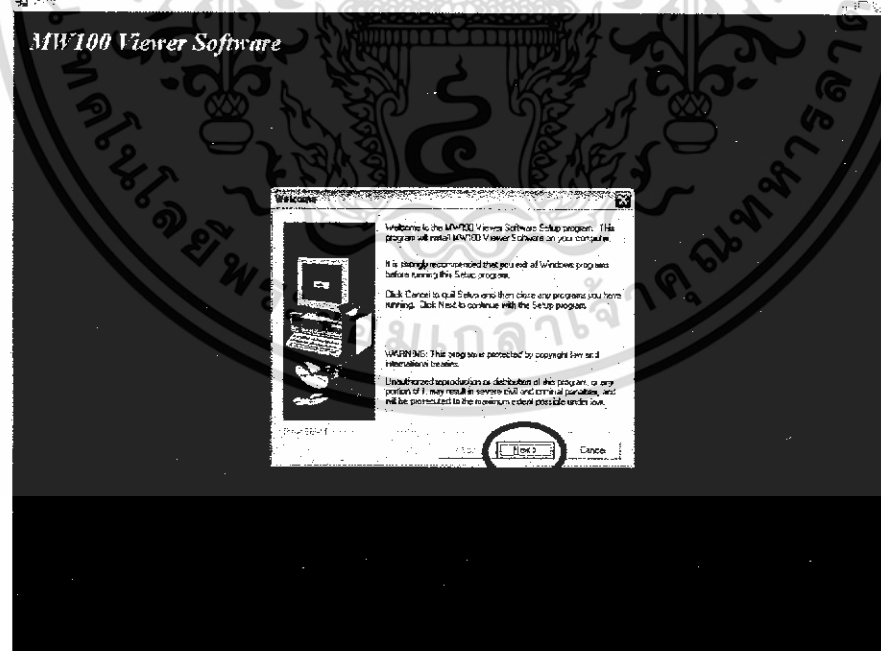 MW100 Viewer Software
Welcome
Welcome to the MW100 Viewer Software Setup program. This
program will install MW100 Viewer Software on your computer.
It is strongly recommended that you exit all Windows programs
before running this Setup program.
Click Cancel to quit Setup and then close any programs you have
running. Click Next to continue with the Setup program.
WARNING: This program is protected by copyright law and
international treaties.
Unauthorized reproduction or distribution of this program, or any
portion of it, may result in severe civil and criminal penalties, and
will be prosecuted to the maximum extent possible under law.
Next >
Cancel